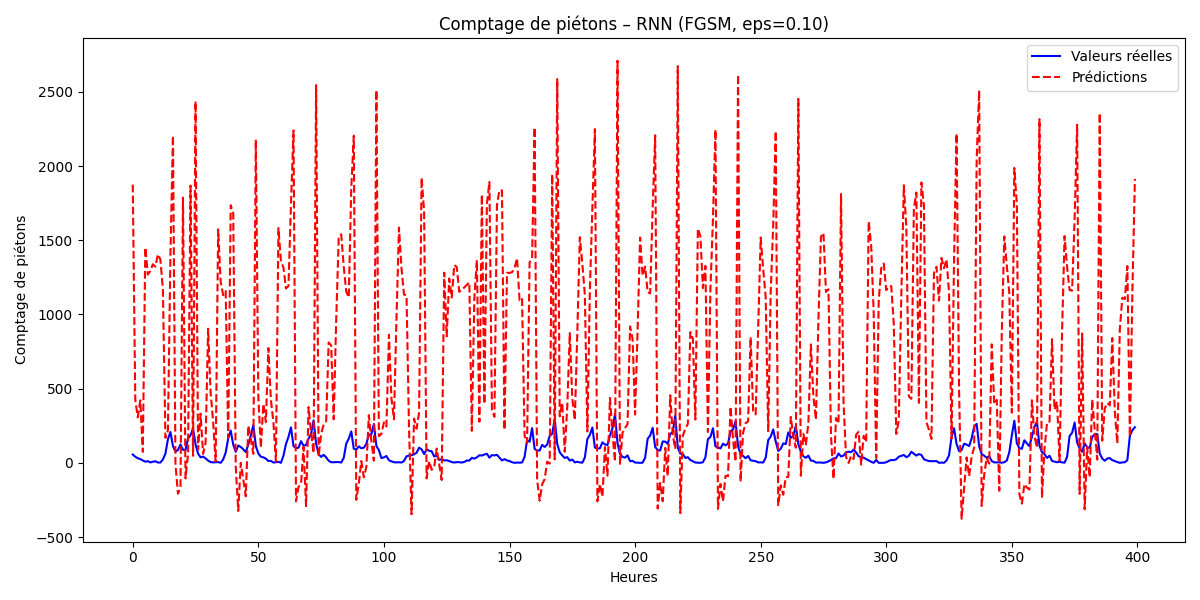 Comptage de piétons – RNN (FGSM, eps=0.10)
Valeurs réelles
Prédictions
Comptage de piétons
2500
2000
1500
1000
500
0
−500
0 50 100 150 200 250 300 350 400
Heures